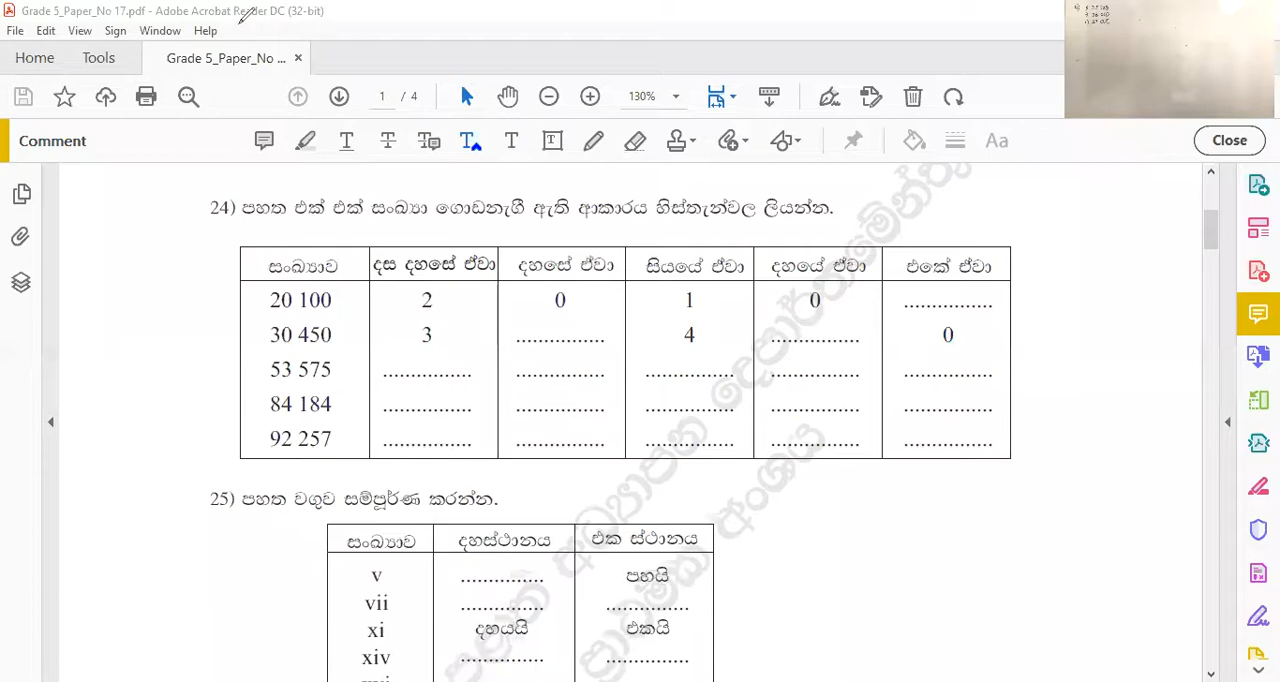 Grade 5_Paper_No 17.pdf - Adobe Acrobat Reader DC (32-bit)
File Edit View Sign Window Help
Home Tools Grade 5_Paper_No ... ×
1 / 4 130%
Comment Close
24) පහත එක් එක් සංඛ්‍යා ගොඩනැගී ඇති ආකාරය හිස්තැන්වල ලියන්න.
සංඛ්‍යාව දස දහසේ ඒවා දහසේ ඒවා සියයේ ඒවා දහයේ ඒවා එකේ ඒවා
20 100 2 0 1 0 ................
30 450 3 ................ 4 ................ 0
53 575 ................ ................ ................ ................ ................
84 184 ................ ................ ................ ................ ................
92 257 ................ ................ ................ ................ ................
25) පහත වගුව සම්පූර්ණ කරන්න.
සංඛ්‍යාව දහස්ථානය එක ස්ථානය
v ............... පහයි
vii ............... ...............
xi දහයයි එකයි
xiv ............... ...............